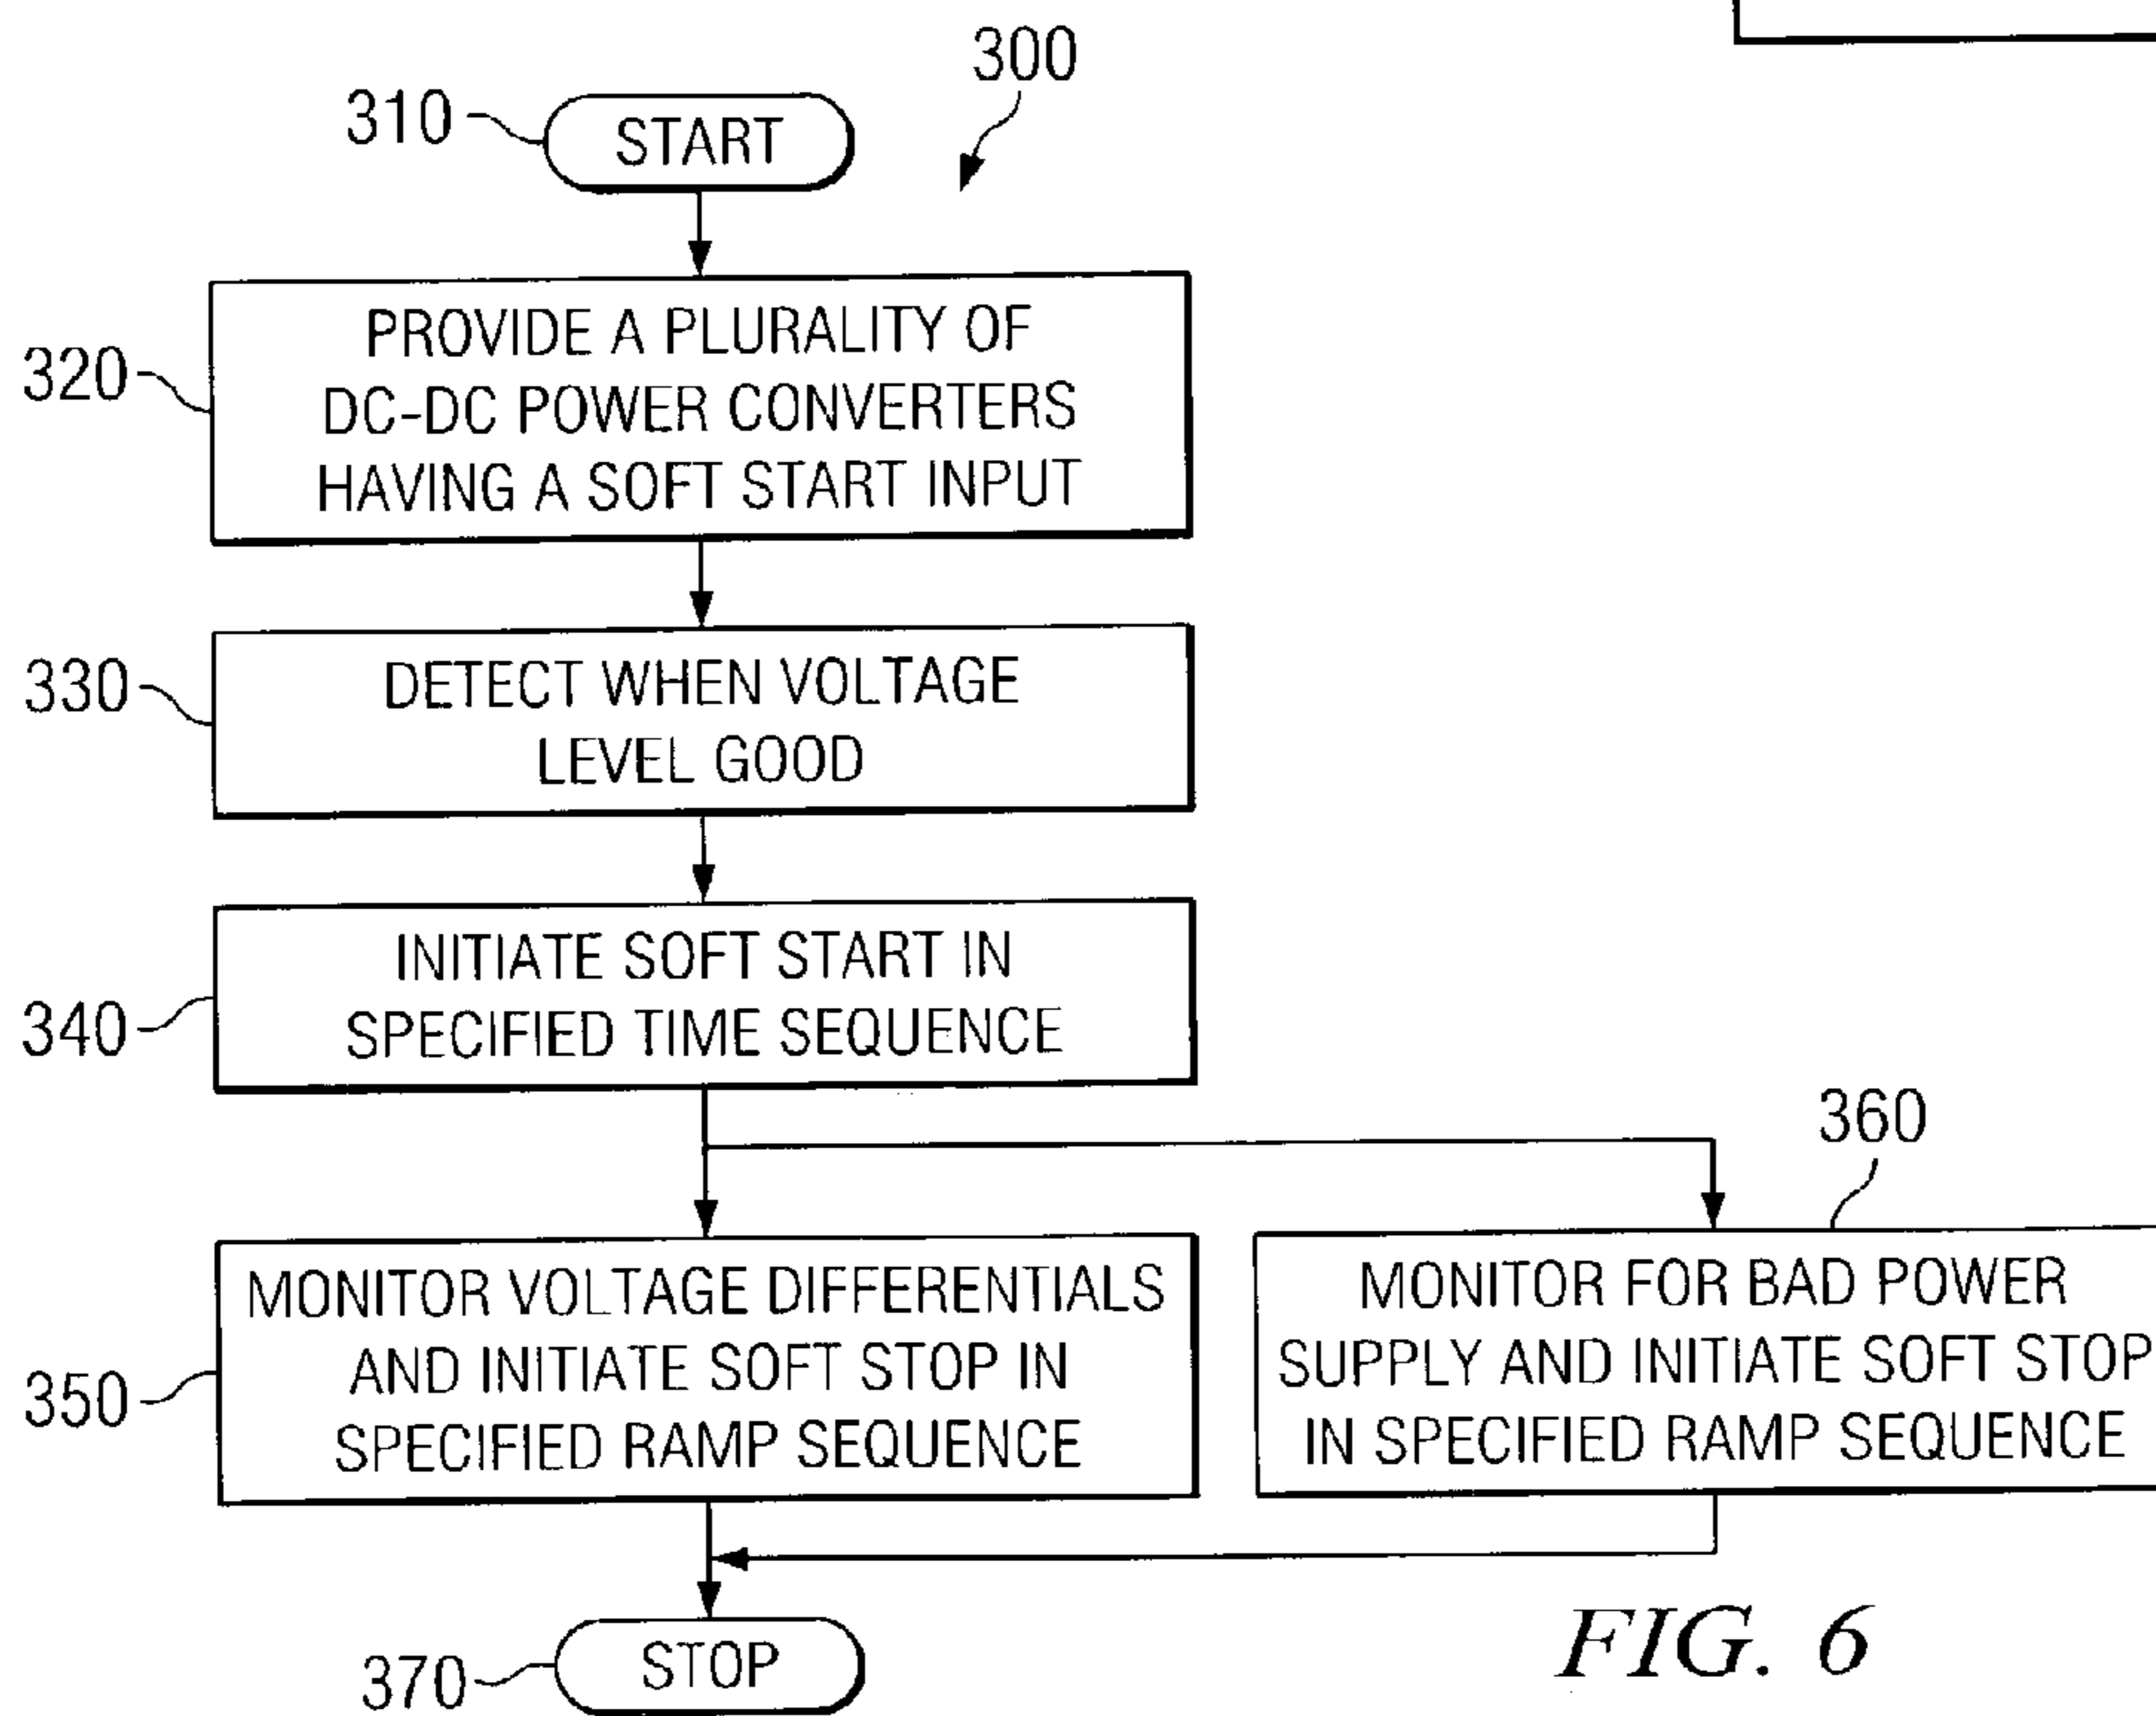 300
310
START
320
PROVIDE A PLURALITY OF
DC-DC POWER CONVERTERS
HAVING A SOFT START INPUT
330
DETECT WHEN VOLTAGE
LEVEL GOOD
340
INITIATE SOFT START IN
SPECIFIED TIME SEQUENCE
350
MONITOR VOLTAGE DIFFERENTIALS
AND INITIATE SOFT STOP IN
SPECIFIED RAMP SEQUENCE
360
MONITOR FOR BAD POWER
SUPPLY AND INITIATE SOFT STOP
IN SPECIFIED RAMP SEQUENCE
370
STOP
FIG. 6